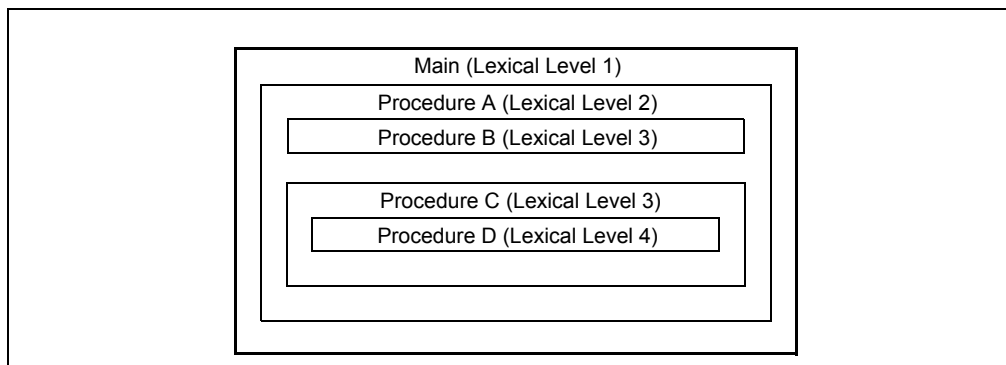 Main (Lexical Level 1)
Procedure A (Lexical Level 2)
Procedure B (Lexical Level 3)
Procedure C (Lexical Level 3)
Procedure D (Lexical Level 4)